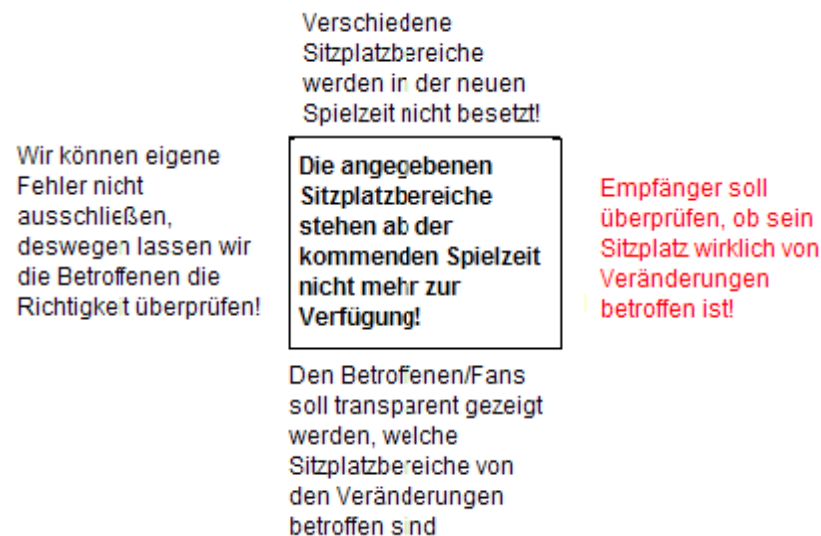 Verschiedene
Sitzplatzbereiche
werden in der neuen
Spielzeit nicht besetzt!
Wir können eigene
Fehler nicht
ausschließen,
deswegen lassen wir
die Betroffenen die
Richtigkeit überprüfen!
Die angegebenen
Sitzplatzbereiche
stehen ab der
kommenden Spielzeit
nicht mehr zur
Verfügung!
Empfänger soll
überprüfen, ob sein
Sitzplatz wirklich von
Veränderungen
betroffen ist!
Den Betroffenen/Fans
soll transparent gezeigt
werden, welche
Sitzplatzbereiche von
den Veränderungen
betroffen sind